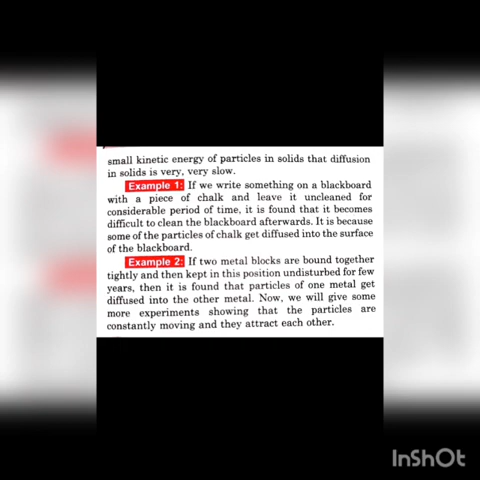 small kinetic energy of particles in solids that diffusion
in solids is very, very slow.
Example 1: If we write something on a blackboard
with a piece of chalk and leave it uncleaned for
considerable period of time, it is found that it becomes
difficult to clean the blackboard afterwards. It is because
some of the particles of chalk get diffused into the surface
of the blackboard.
Example 2: If two metal blocks are bound together
tightly and then kept in this position undisturbed for few
years, then it is found that particles of one metal get
diffused into the other metal. Now, we will give some
more experiments showing that the particles are
constantly moving and they attract each other.
InShOt